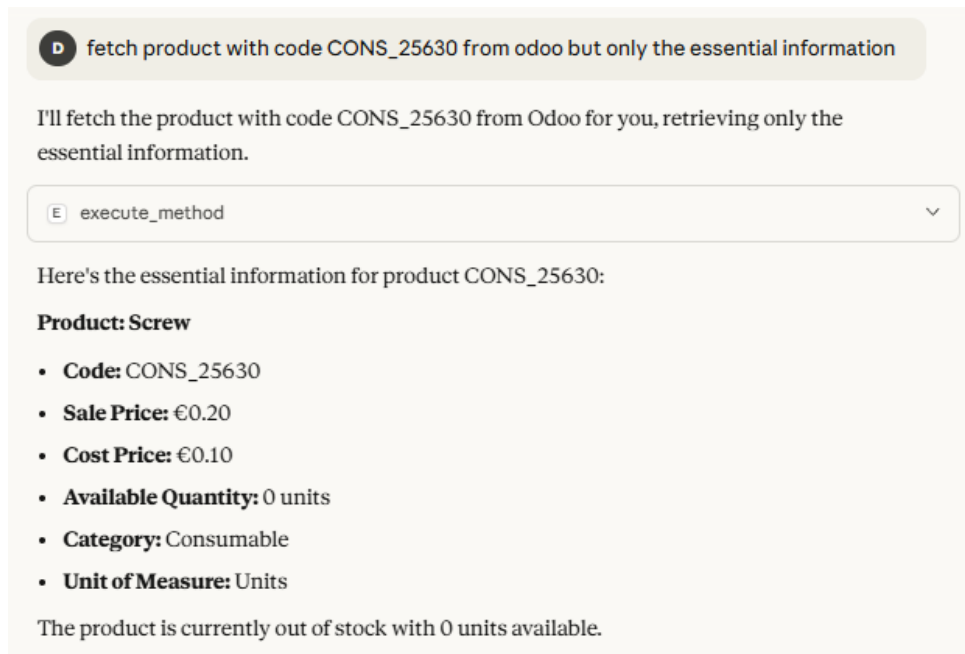 D fetch product with code CONS_25630 from odoo but only the essential information
I'll fetch the product with code CONS_25630 from Odoo for you, retrieving only the
essential information.
E execute_method
Here's the essential information for product CONS_25630:
Product: Screw
• Code: CONS_25630
• Sale Price: €0.20
• Cost Price: €0.10
• Available Quantity: 0 units
• Category: Consumable
• Unit of Measure: Units
The product is currently out of stock with 0 units available.